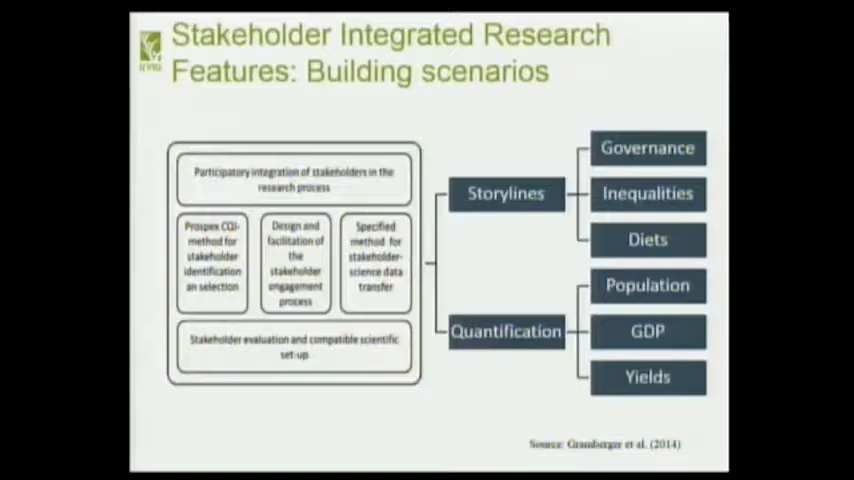 Stakeholder Integrated Research
Features: Building scenarios
Participatory integration of stakeholders in the
research process
Prospex CQI-
method for
stakeholder
identification
an selection
Design and
facilitation of
the
stakeholder
engagement
process
Specified
method for
stakeholder-
science data
transfer
Stakeholder evaluation and compatible scientific
set-up
Storylines
Quantification
Governance
Inequalities
Diets
Population
GDP
Yields
Source: Gramberger et al. (2014)